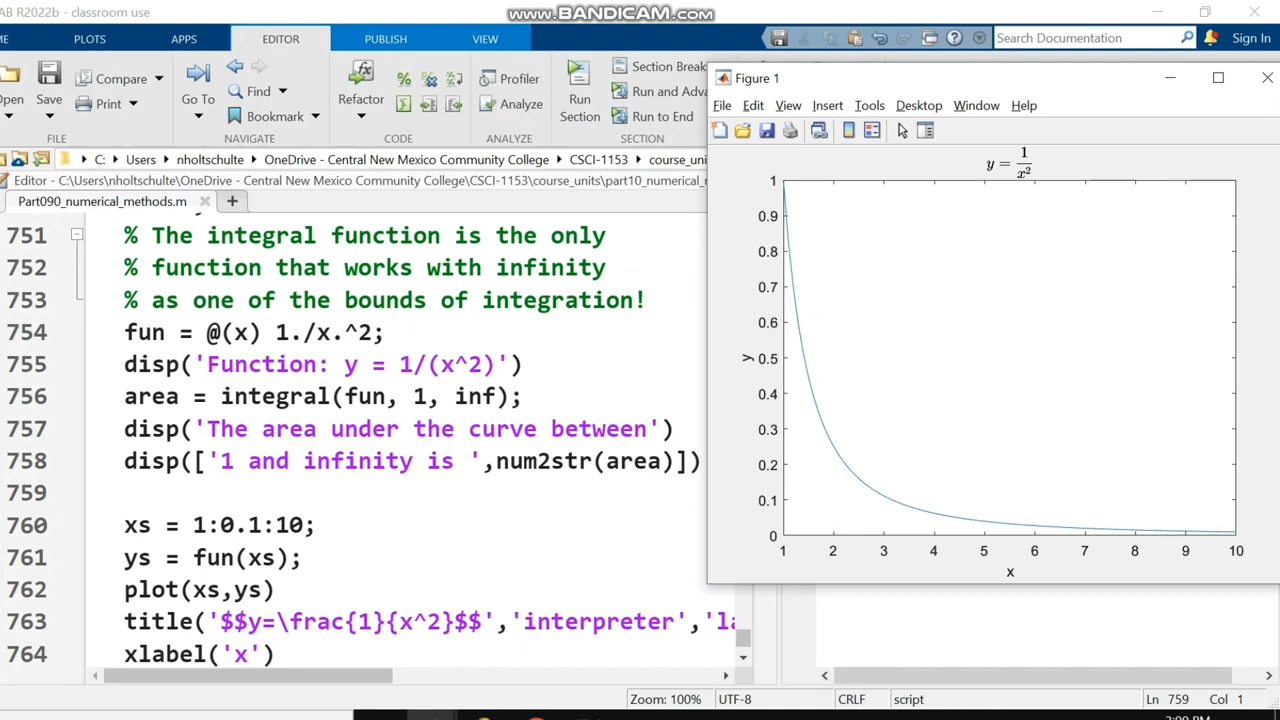 www.BANDICAM.com
AB R2022b - classroom use
ME PLOTS APPS EDITOR PUBLISH VIEW Search Documentation Sign In
Open Save Compare Print Go To Find Bookmark Refactor Profiler Analyze Run Section Section Break Run and Adva Run to End
FILE NAVIGATE CODE ANALYZE SECTION
C: Users nholtschulte OneDrive - Central New Mexico Community College CSCI-1153 course_uni
Editor - C:\Users\nholtschulte\OneDrive - Central New Mexico Community College\CSCI-1153\course_units\part10_numerical_m
Part090_numerical_methods.m
751 % The integral function is the only
752 % function that works with infinity
753 % as one of the bounds of integration!
754 fun = @(x) 1./x.^2;
755 disp('Function: y = 1/(x^2)')
756 area = integral(fun, 1, inf);
757 disp('The area under the curve between')
758 disp(['1 and infinity is ',num2str(area)])
759
760 xs = 1:0.1:10;
761 ys = fun(xs);
762 plot(xs,ys)
763 title('$$y=\frac{1}{x^2}$$','interpreter','la
764 xlabel('x')
Figure 1
File Edit View Insert Tools Desktop Window Help
y = 1/x²
1
0.9
0.8
0.7
0.6
0.5
0.4
0.3
0.2
0.1
0
y
1 2 3 4 5 6 7 8 9 10
x
Zoom: 100% UTF-8 CRLF script Ln 759 Col 1